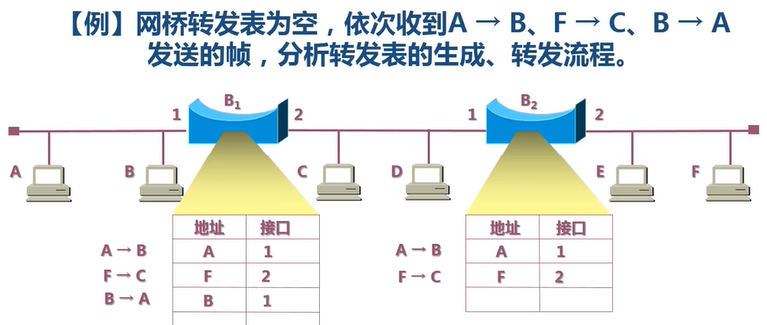 【例】网桥转发表为空，依次收到A → B、F → C、B → A
发送的帧，分析转发表的生成、转发流程。
1 B₁ 2 1 B₂ 2
A B C D E F
地址 接口 地址 接口
A → B A 1 A → B A 1
F → C F 2 F → C F 2
B → A B 1